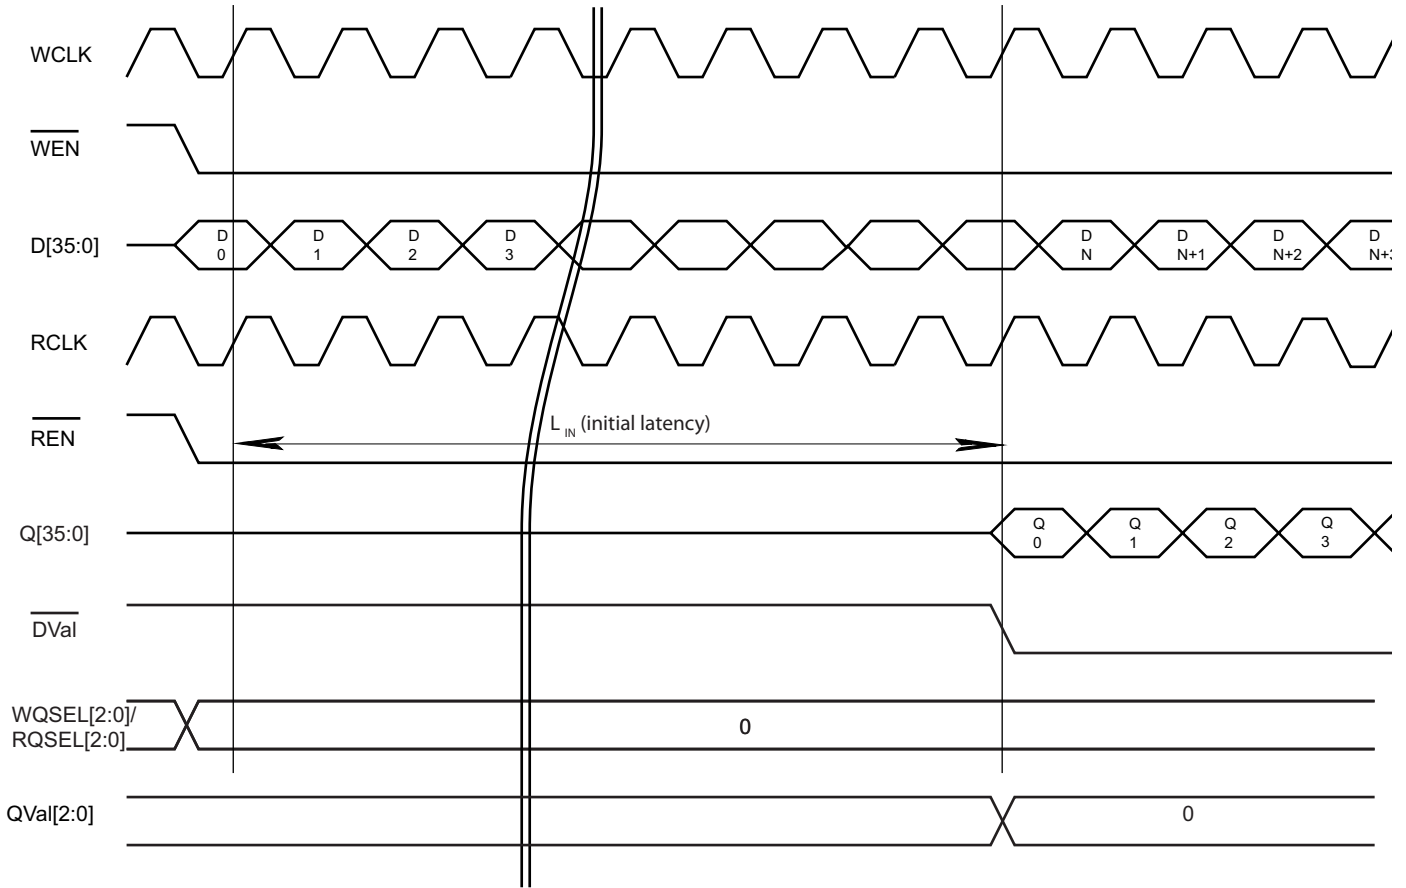 WCLK
WEN
D[35:0]
D
0
D
1
D
2
D
3
D
N
D
N+1
D
N+2
D
N+3
RCLK
REN
L IN (initial latency)
Q[35:0]
Q
0
Q
1
Q
2
Q
3
DVal
WQSEL[2:0]/
RQSEL[2:0]
0
QVal[2:0]
0